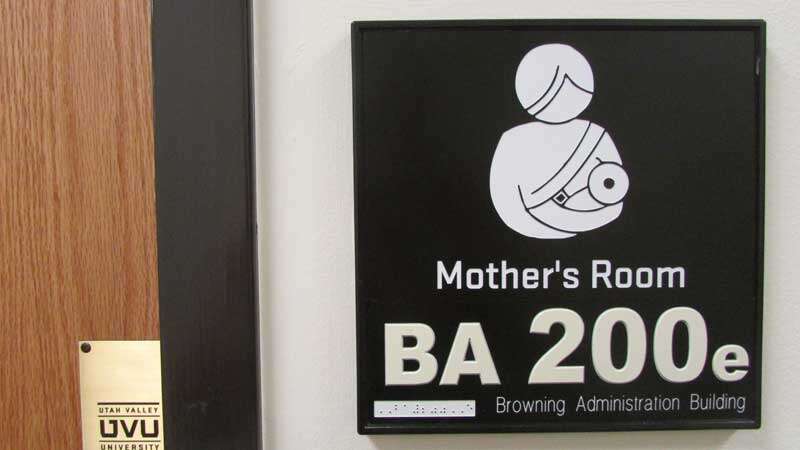 Mother's Room
BA 200e
Browning Administration Building
UTAH VALLEY
UVU
UNIVERSITY